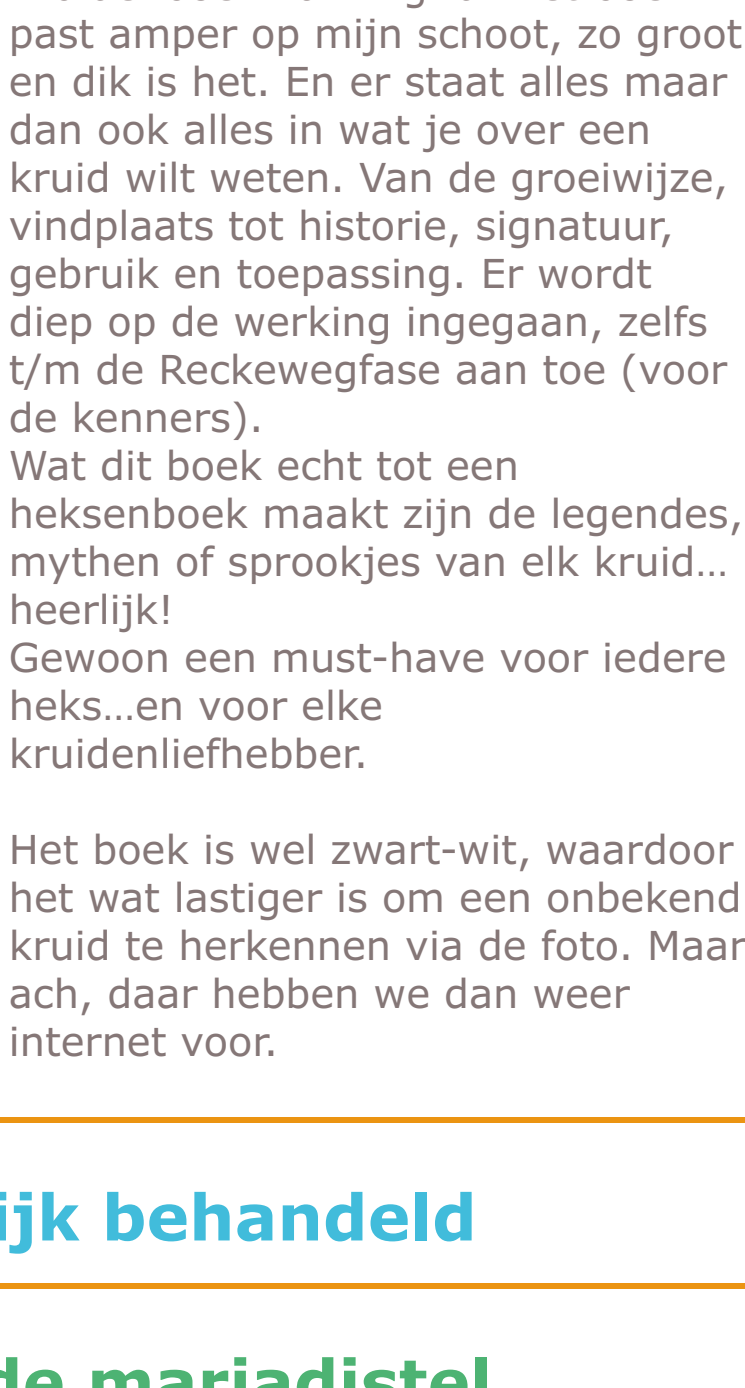 past amper op mijn schoot, zo groot
en dik is het. En er staat alles maar
dan ook alles in wat je over een
kruid wilt weten. Van de groeiwijze,
vindplaats tot historie, signatuur,
gebruik en toepassing. Er wordt
diep op de werking ingegaan, zelfs
t/m de Reckewegfase aan toe (voor
de kenners).
Wat dit boek echt tot een
heksenboek maakt zijn de legendes,
mythen of sprookjes van elk kruid…
heerlijk!
Gewoon een must-have voor iedere
heks…en voor elke
kruidenliefhebber.
Het boek is wel zwart-wit, waardoor
het wat lastiger is om een onbekend
kruid te herkennen via de foto. Maar
ach, daar hebben we dan weer
internet voor.
ijk behandeld
de mariadistel